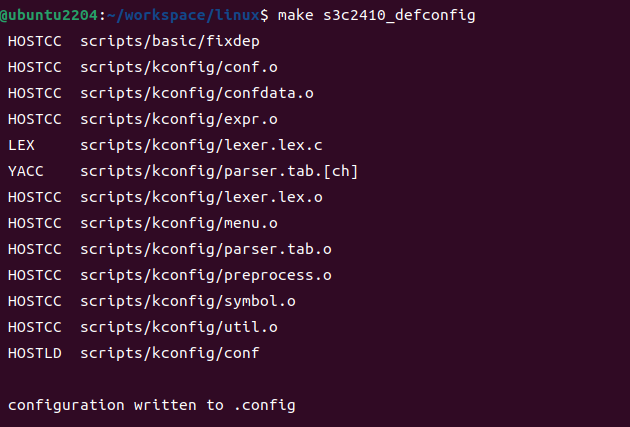 @ubuntu2204:~/workspace/linux$ make s3c2410_defconfig
HOSTCC  scripts/basic/fixdep
HOSTCC  scripts/kconfig/conf.o
HOSTCC  scripts/kconfig/confdata.o
HOSTCC  scripts/kconfig/expr.o
LEX     scripts/kconfig/lexer.lex.c
YACC    scripts/kconfig/parser.tab.[ch]
HOSTCC  scripts/kconfig/lexer.lex.o
HOSTCC  scripts/kconfig/menu.o
HOSTCC  scripts/kconfig/parser.tab.o
HOSTCC  scripts/kconfig/preprocess.o
HOSTCC  scripts/kconfig/symbol.o
HOSTCC  scripts/kconfig/util.o
HOSTLD  scripts/kconfig/conf
configuration written to .config